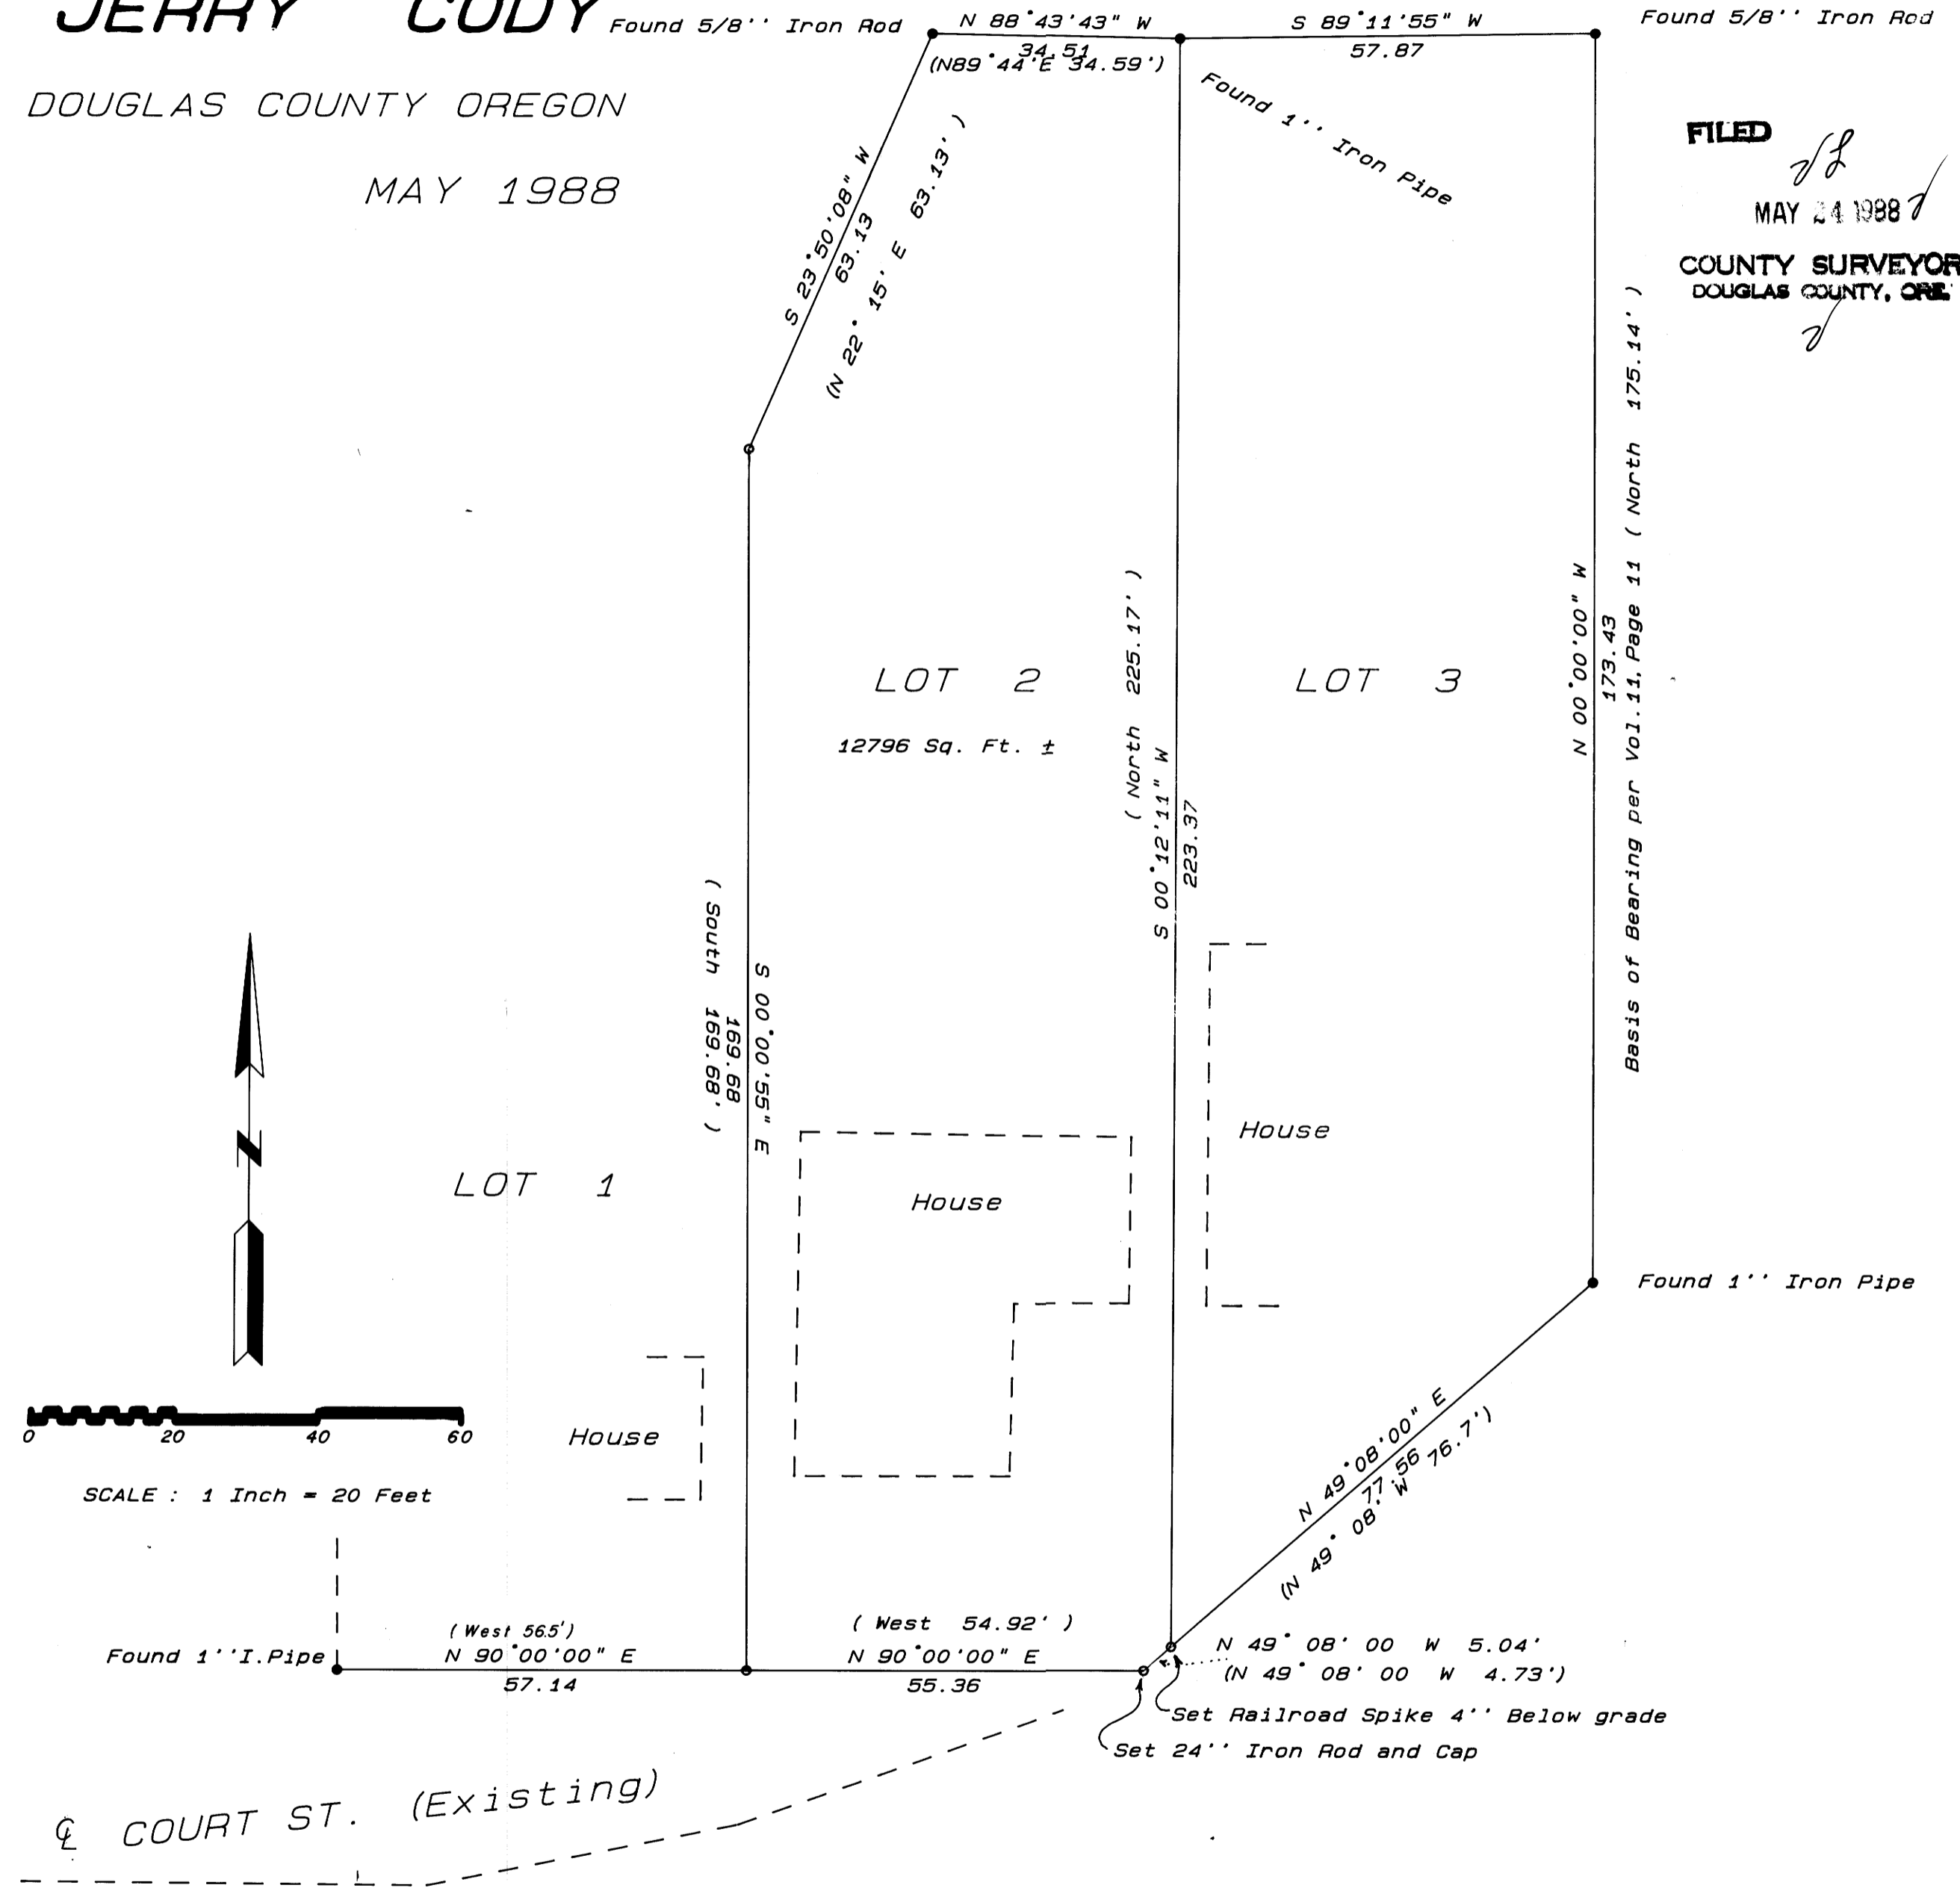 JERRY CODY
DOUGLAS COUNTY OREGON
MAY 1988
Found 5/8'' Iron Rod
N 88°43'43" W
34.51
(N89°44'E 34.59')
S 89°11'55" W
57.87
Found 5/8'' Iron Rod
Found 1'' Iron Pipe
FILED
MAY 24 1988
COUNTY SURVEYOR
DOUGLAS COUNTY, ORE.
S 23°50'08" W
63.13
(N 22° 15' E 63.13')
LOT 2
12796 Sq. Ft. ±
( North 225.17' )
S 00°12'11" W
223.37
LOT 3
N 00°00'00" W
173.43
Basis of Bearing per Vol.11,Page 11 ( North 175.14' )
( South 169.68' )
169.68
S 00°00'55" E
N
LOT 1
House
House
House
Found 1'' Iron Pipe
0 20 40 60
SCALE : 1 Inch = 20 Feet
N 49°08'00" E
77.56
(N 49° 08' W 76.7')
Found 1''I.Pipe
(West 56.5')
N 90°00'00" E
57.14
( West 54.92' )
N 90°00'00" E
55.36
N 49° 08' 00 W 5.04'
(N 49° 08' 00 W 4.73')
Set Railroad Spike 4'' Below grade
Set 24'' Iron Rod and Cap
℄ COURT ST. (Existing)